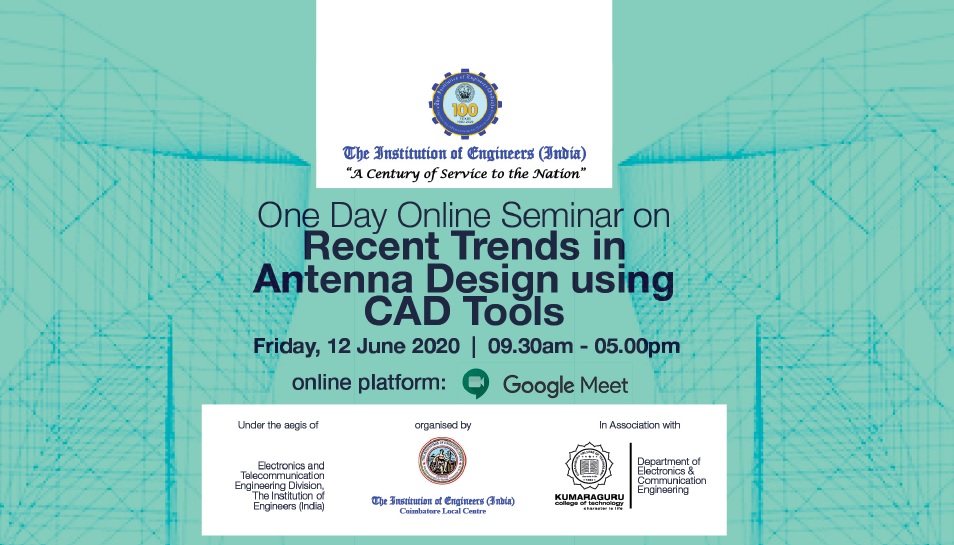 100
The Institution of Engineers (India)
"A Century of Service to the Nation"
One Day Online Seminar on
Recent Trends in
Antenna Design using
CAD Tools
Friday, 12 June 2020 | 09.30am - 05.00pm
online platform: Google Meet
Under the aegis of
Electronics and
Telecommunication
Engineering Division,
The Institution of
Engineers (India)
organised by
The Institution of Engineers (India)
Coimbatore Local Centre
In Association with
KUMARAGURU
college of technology
character is life
Department of
Electronics &
Communication
Engineering